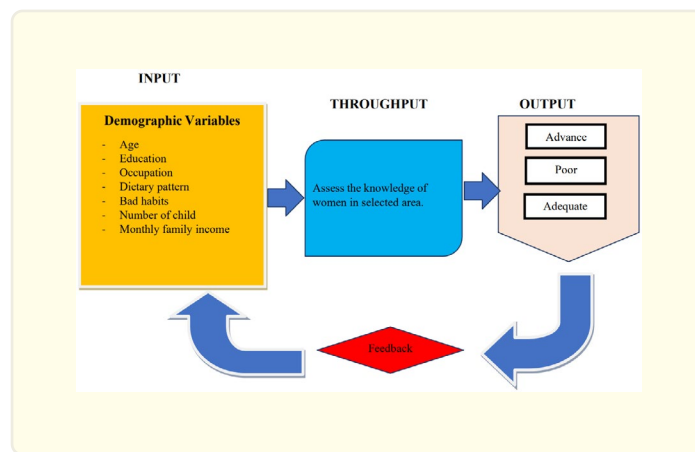 INPUT
Demographic Variables
- Age
- Education
- Occupation
- Dietary pattern
- Bad habits
- Number of child
- Monthly family income
THROUGHPUT
Assess the knowledge of
women in selected area.
OUTPUT
Advance
Poor
Adequate
Feedback